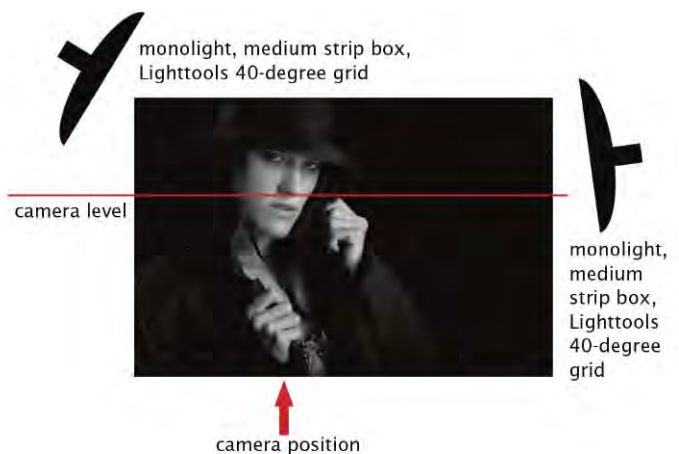 monolight, medium strip box,
Lighttools 40-degree grid
camera level
monolight,
medium
strip box,
Lighttools
40-degree
grid
camera position